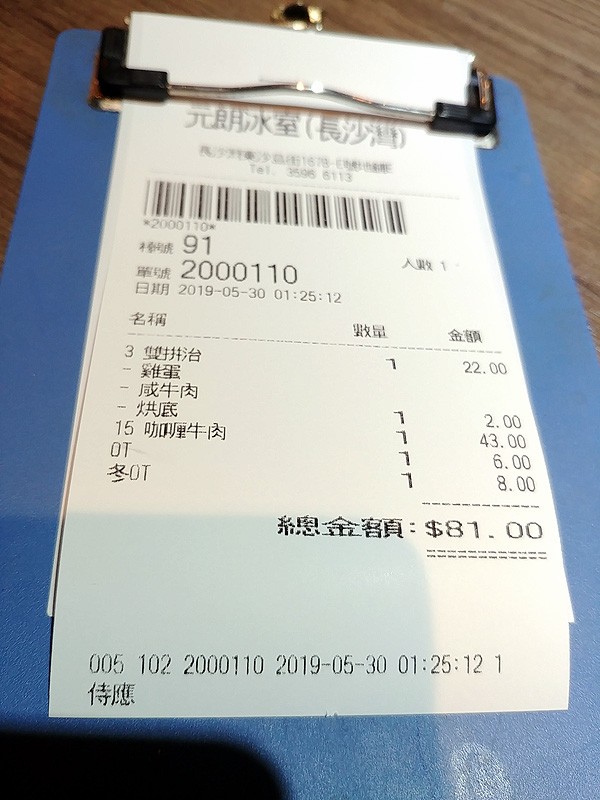 元朗冰室(長沙灣)
Tel. 3596 6113
*2000110*
檯號 91
人數 1
單號 2000110
日期 2019-05-30 01:25:12
名稱 數量 金額
3 雙拼治 1 22.00
- 雞蛋
- 咸牛肉
- 烘底 1 2.00
15 咖喱牛肉 1 43.00
OT 1 6.00
冬OT 1 8.00
總金額:$81.00
005 102 2000110 2019-05-30 01:25:12 1
侍應